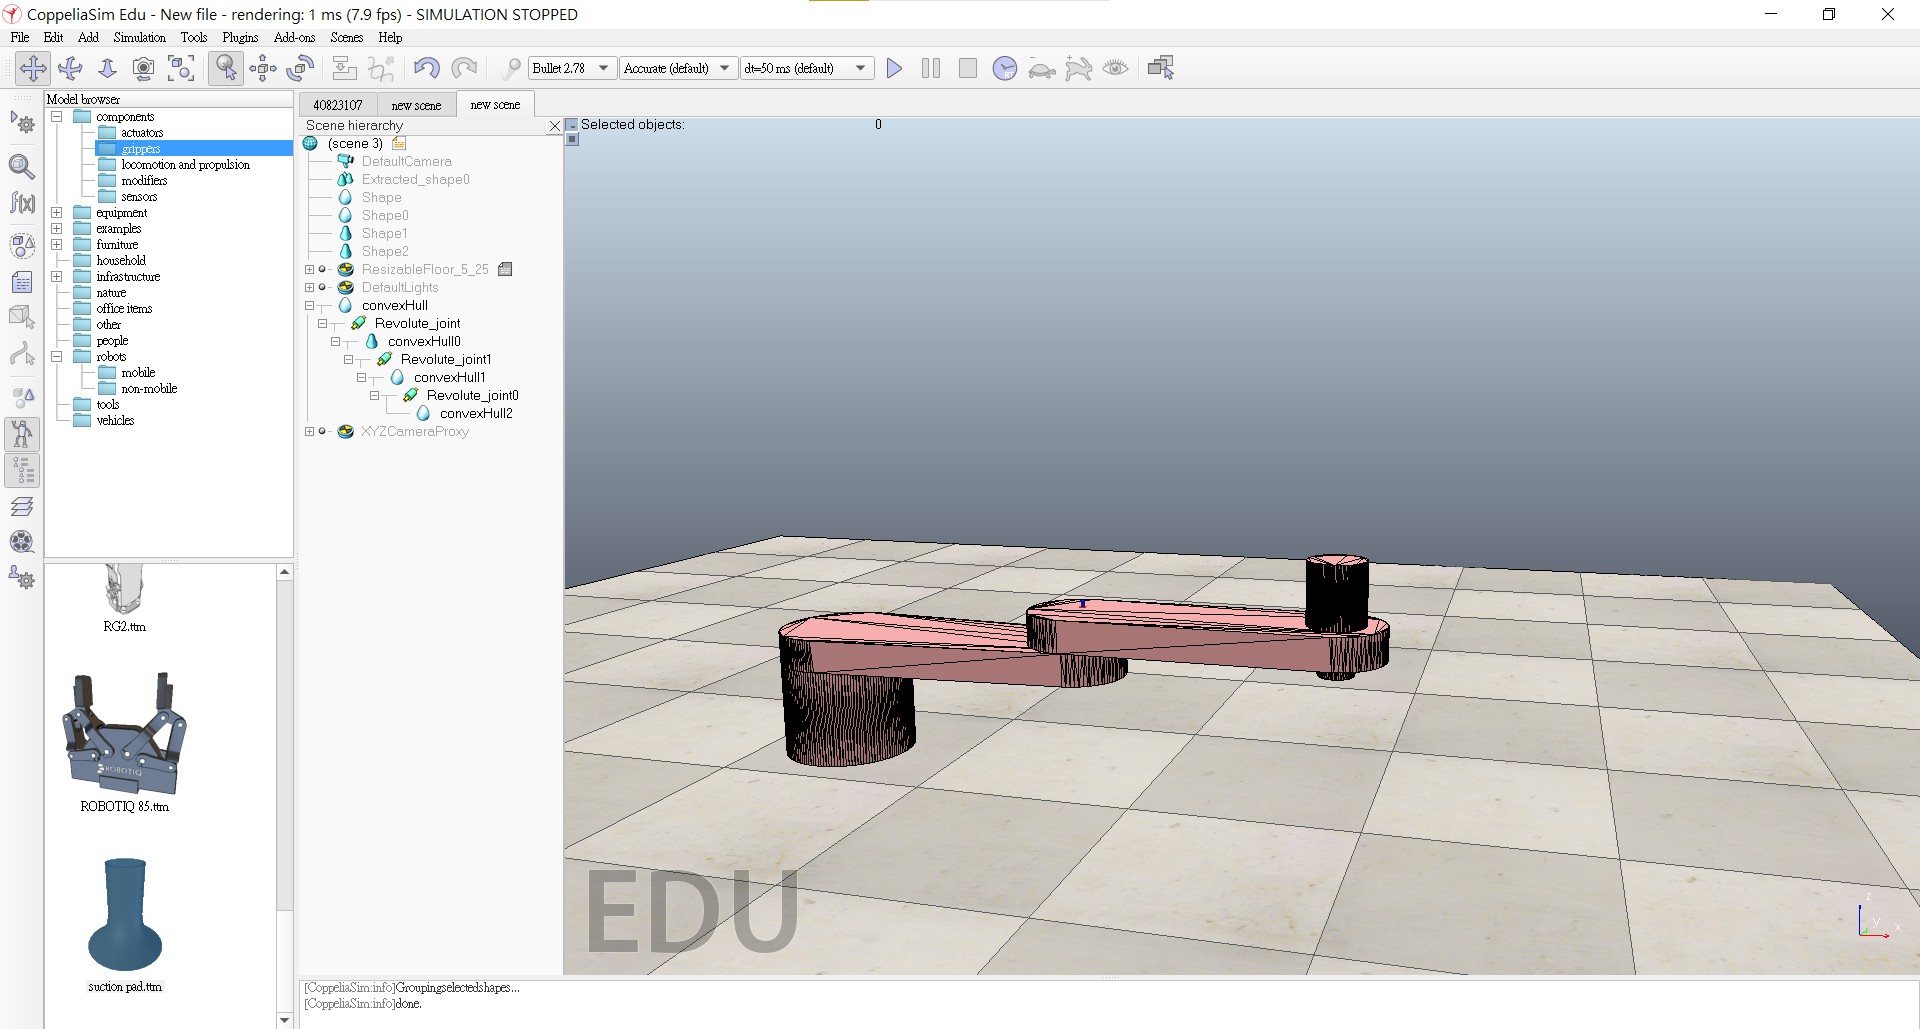 CoppeliaSim Edu - New file - rendering: 1 ms (7.9 fps) - SIMULATION STOPPED
File Edit Add Simulation Tools Plugins Add-ons Scenes Help
Bullet 2.78 Accurate (default) dt=50 ms (default)
Model browser
components
actuators
grippers
locomotion and propulsion
modifiers
sensors
equipment
examples
furniture
household
infrastructure
nature
office items
other
people
robots
mobile
non-mobile
tools
vehicles
RG2.ttm
ROBOTIQ
ROBOTIQ 85.ttm
suction pad.ttm
40823107 new scene new scene
Scene hierarchy
(scene 3)
DefaultCamera
Extracted_shape0
Shape
Shape0
Shape1
Shape2
ResizableFloor_5_25
DefaultLights
convexHull
Revolute_joint
convexHull0
Revolute_joint1
convexHull1
Revolute_joint0
convexHull2
XYZCameraProxy
Selected objects: 0
EDU
z
y
x
[CoppeliaSim:info]Groupingselectedshapes...
[CoppeliaSim:info]done.